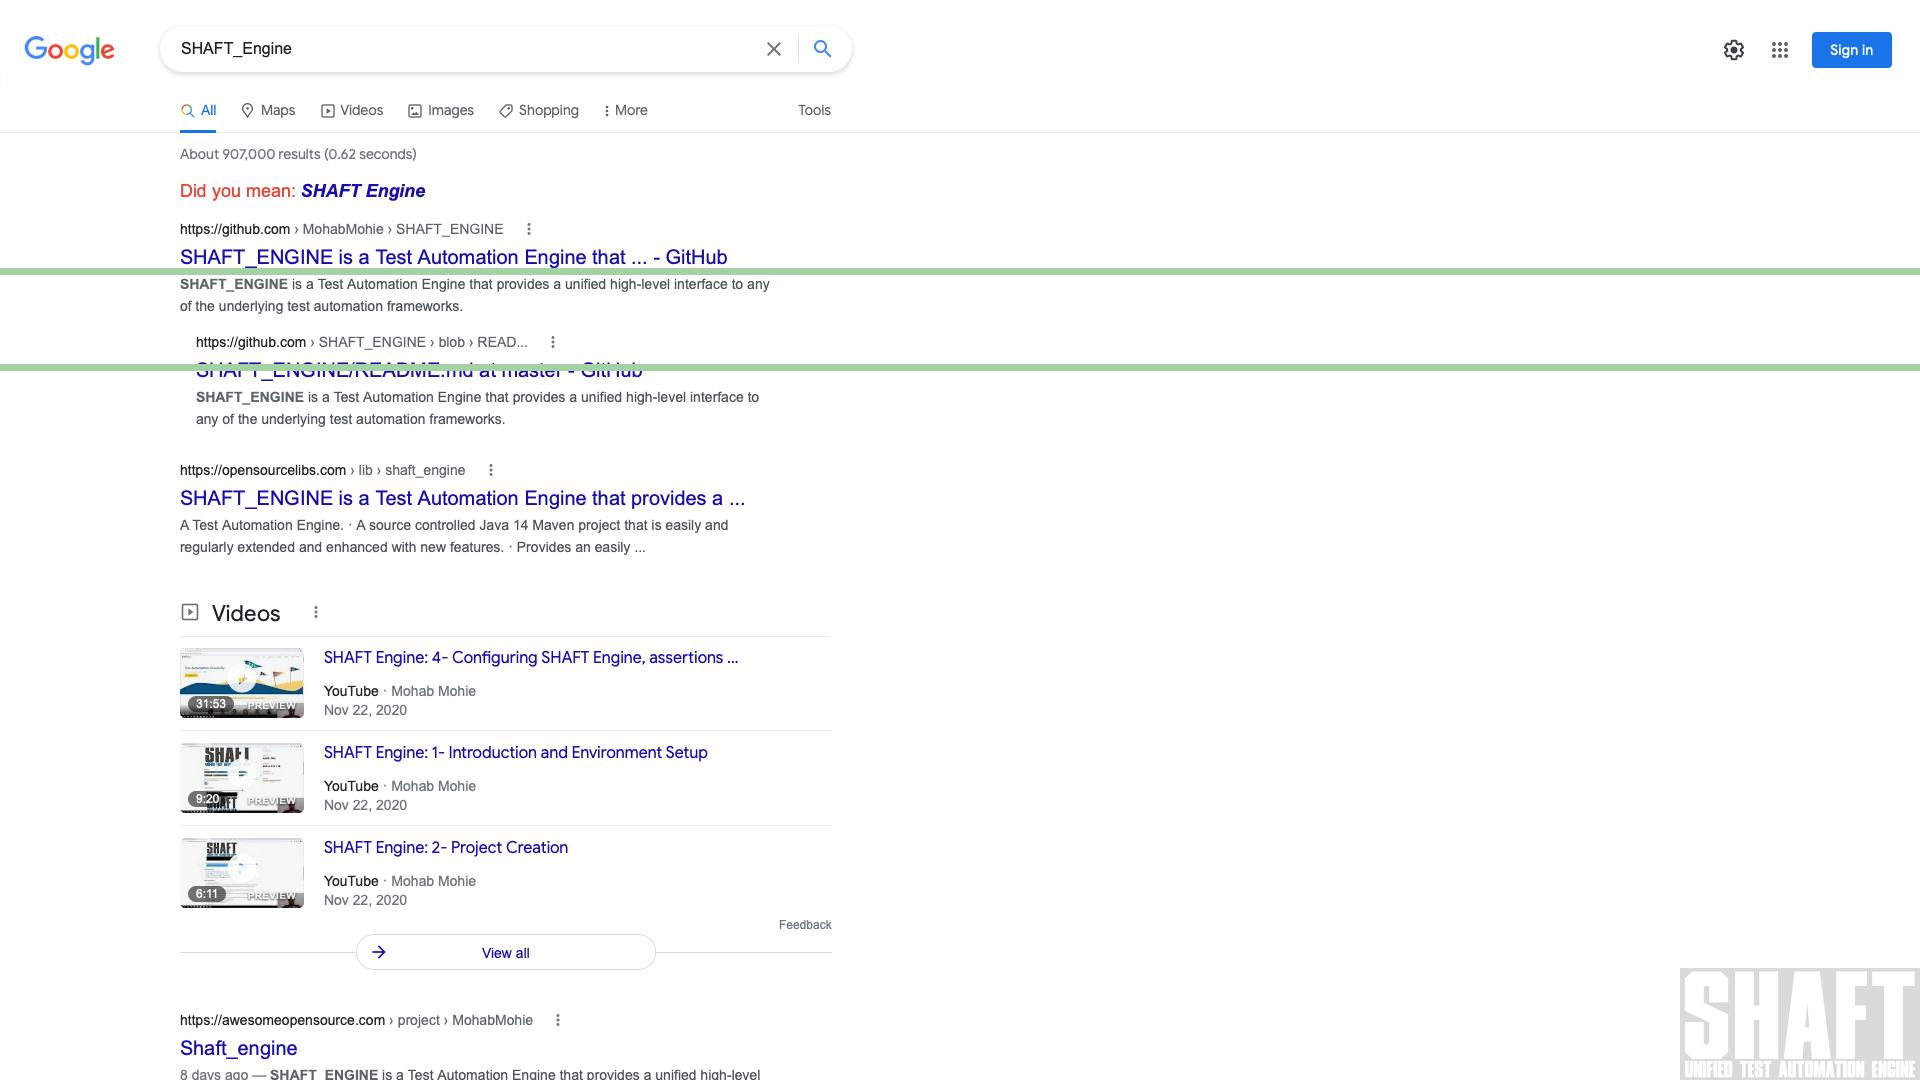 Google
SHAFT_Engine
Sign in
All
Maps
Videos
Images
Shopping
More
Tools
About 907,000 results (0.62 seconds)
Did you mean: SHAFT Engine
https://github.com › MohabMohie › SHAFT_ENGINE
SHAFT_ENGINE is a Test Automation Engine that ... - GitHub
SHAFT_ENGINE is a Test Automation Engine that provides a unified high-level interface to any
of the underlying test automation frameworks.
https://github.com › SHAFT_ENGINE › blob › READ...
SHAFT_ENGINE/README.md at master - GitHub
SHAFT_ENGINE is a Test Automation Engine that provides a unified high-level interface to
any of the underlying test automation frameworks.
https://opensourcelibs.com › lib › shaft_engine
SHAFT_ENGINE is a Test Automation Engine that provides a ...
A Test Automation Engine. · A source controlled Java 14 Maven project that is easily and
regularly extended and enhanced with new features. · Provides an easily ...
Videos
SHAFT Engine: 4- Configuring SHAFT Engine, assertions ...
31:53
PREVIEW
YouTube · Mohab Mohie
Nov 22, 2020
SHAFT
SHAFT Engine: 1- Introduction and Environment Setup
9:20
PREVIEW
YouTube · Mohab Mohie
Nov 22, 2020
SHAFT
SHAFT Engine: 2- Project Creation
6:11
PREVIEW
YouTube · Mohab Mohie
Nov 22, 2020
Feedback
View all
https://awesomeopensource.com › project › MohabMohie
Shaft_engine
8 days ago — SHAFT_ENGINE is a Test Automation Engine that provides a unified high-level
SHAFT
UNIFIED TEST AUTOMATION ENGINE